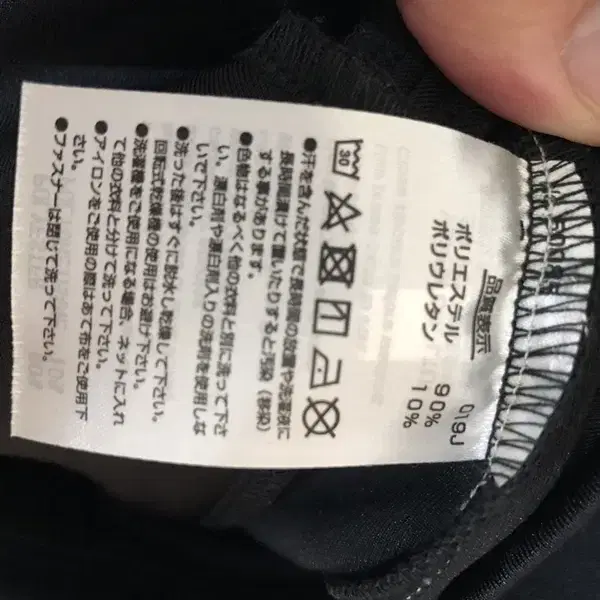 品質表示 019J
ポリエステル 90%
ポリウレタン 10%
30
●汗を含んだ状態で長時間の放置や洗濯液に
長時間漬けて置いたりすると汚染(移染)
する事があります。
●色物はなるべく他の衣料と別に洗って下さ
い。漂白剤や漂白剤入りの洗剤を使用しな
いで下さい。
●洗った後はすぐに脱水し乾燥して下さい。
回転式乾燥機の使用はお避け下さい。
●洗濯機をご使用になる場合、ネットに入れ
て他の衣料と分けて洗って下さい。
●アイロンをご使用の際はあて布をご使用下
さい。
●ファスナーは閉じて洗って下さい。